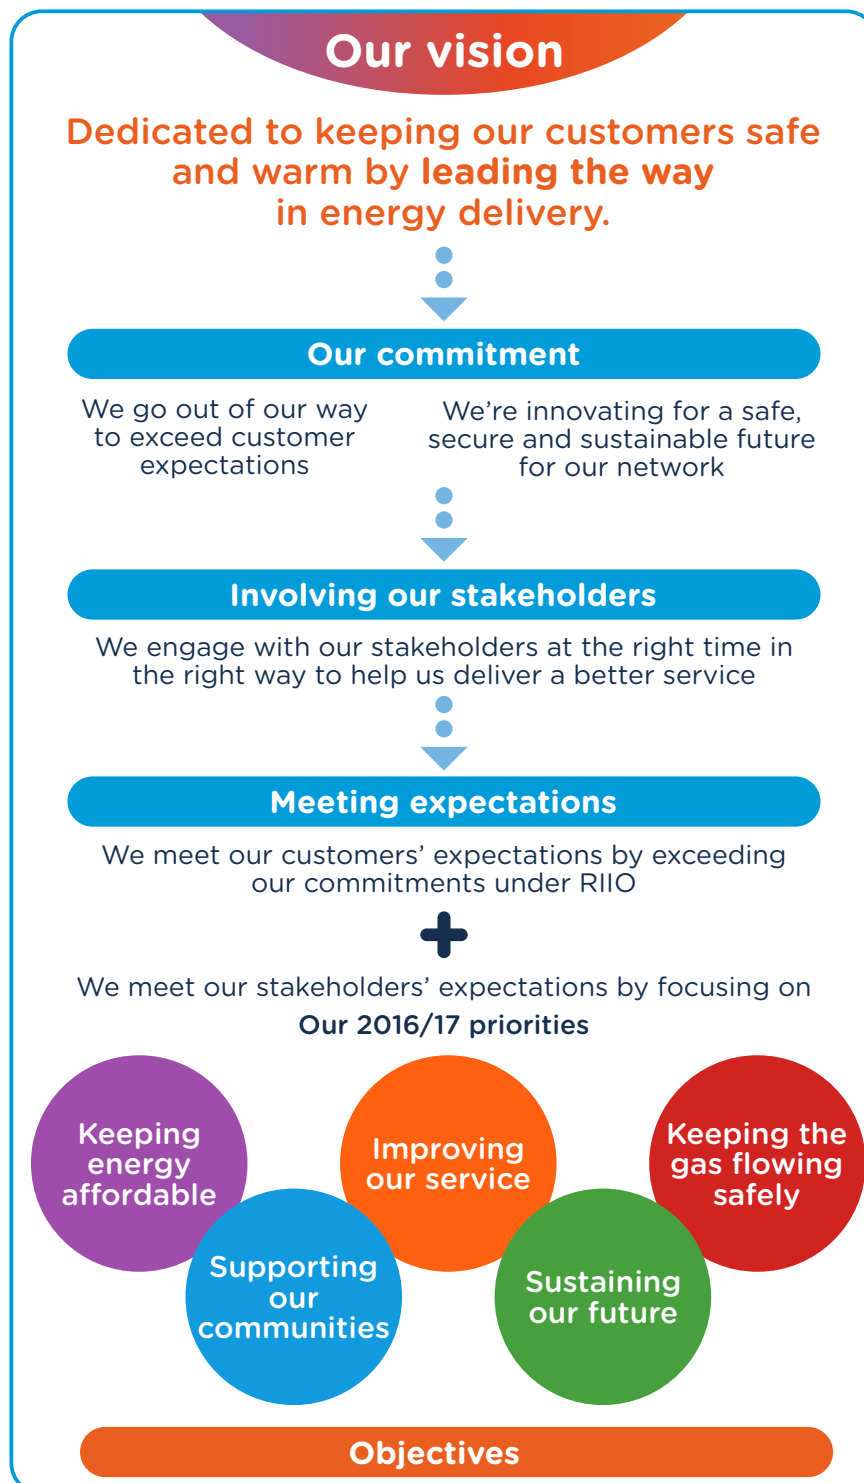 Our vision
Dedicated to keeping our customers safe
and warm by leading the way
in energy delivery.
Our commitment
We go out of our way
to exceed customer
expectations
We’re innovating for a safe,
secure and sustainable future
for our network
Involving our stakeholders
We engage with our stakeholders at the right time in
the right way to help us deliver a better service
Meeting expectations
We meet our customers’ expectations by exceeding
our commitments under RIIO
We meet our stakeholders’ expectations by focusing on
Our 2016/17 priorities
Keeping
energy
affordable
Supporting
our
communities
Improving
our service
Sustaining
our future
Keeping the
gas flowing
safely
Objectives